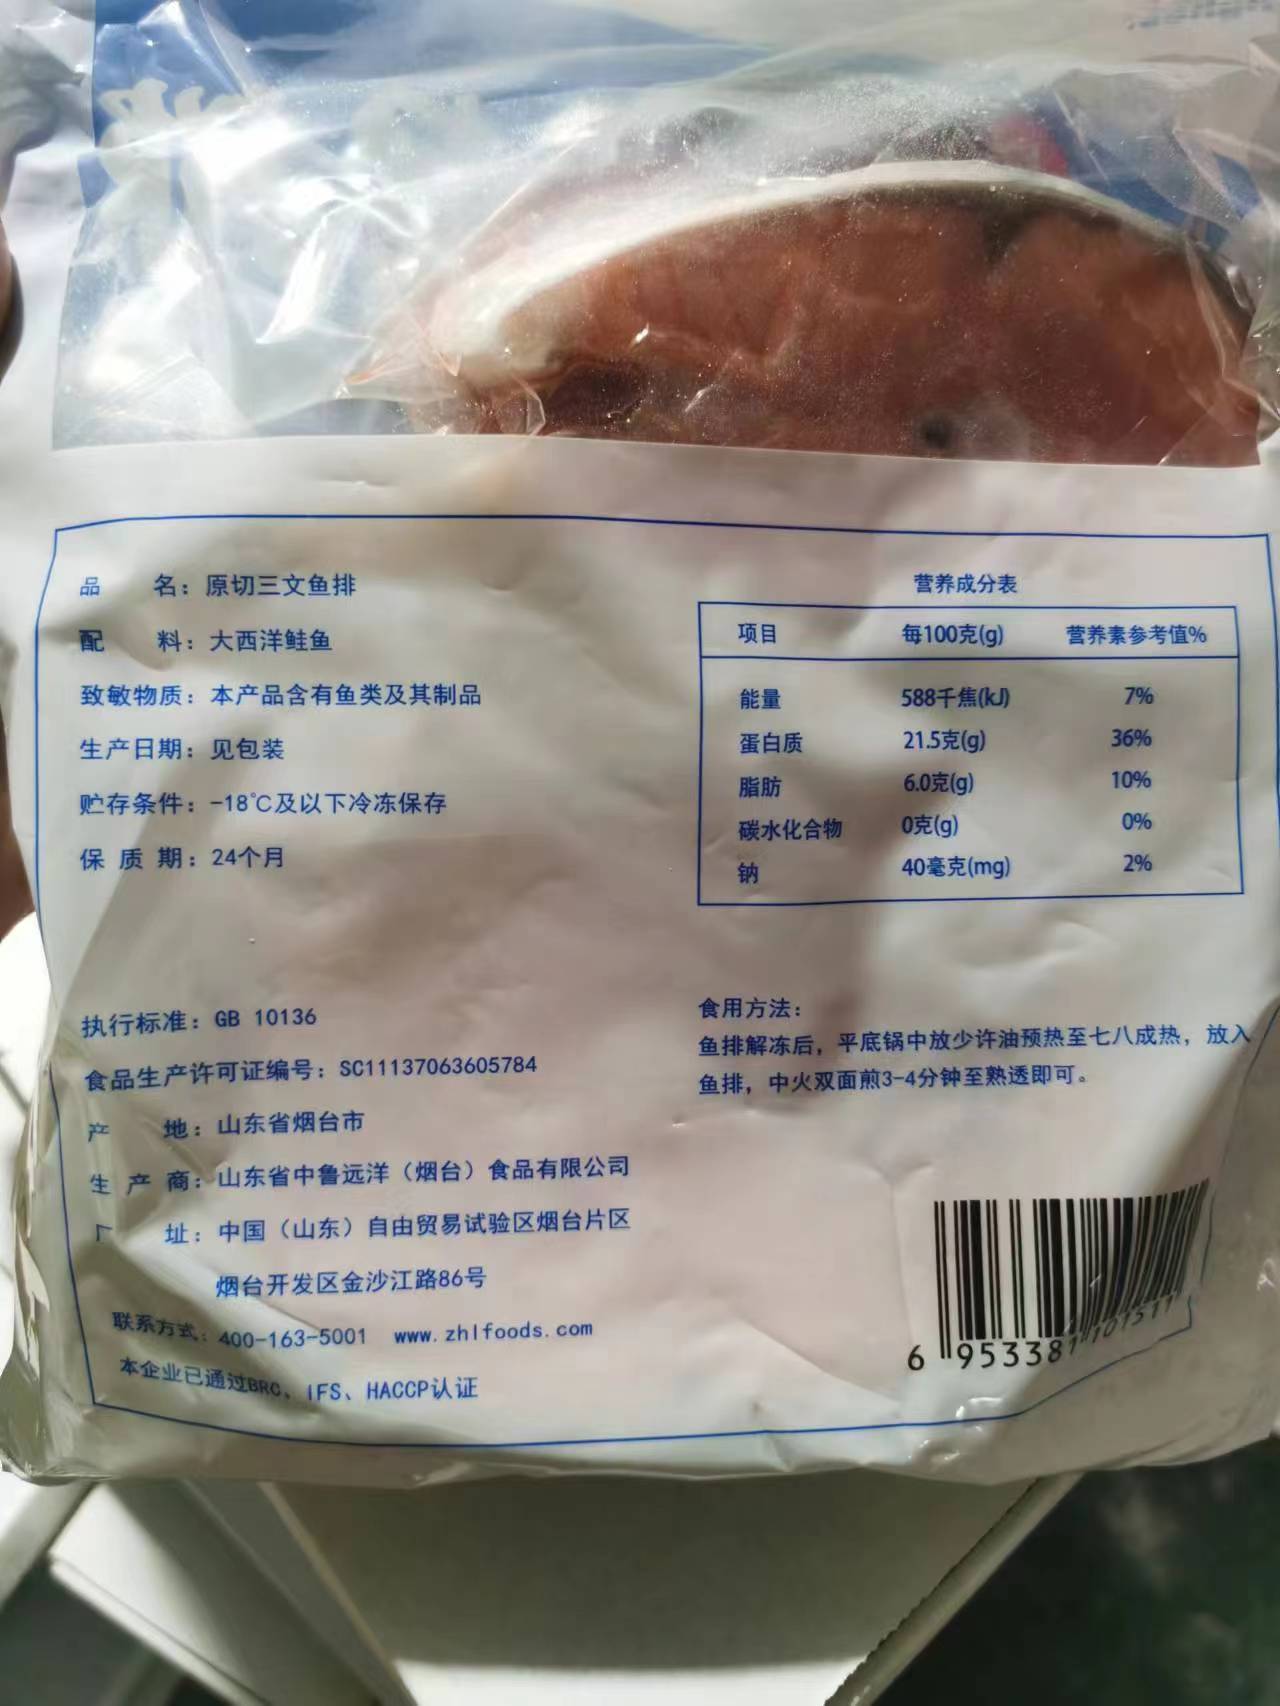 品 名：原切三文鱼排
配 料：大西洋鲑鱼
致敏物质：本产品含有鱼类及其制品
生产日期：见包装
贮存条件：-18℃及以下冷冻保存
保 质 期：24个月
营养成分表
项目 每100克(g) 营养素参考值%
能量 588千焦(kJ) 7%
蛋白质 21.5克(g) 36%
脂肪 6.0克(g) 10%
碳水化合物 0克(g) 0%
钠 40毫克(mg) 2%
执行标准：GB 10136
食品生产许可证编号：SC11137063605784
产 地：山东省烟台市
生 产 商：山东省中鲁远洋（烟台）食品有限公司
厂 址：中国（山东）自由贸易试验区烟台片区
烟台开发区金沙江路86号
联系方式：400-163-5001 www.zhlfoods.com
本企业已通过BRC、IFS、HACCP认证
食用方法：
鱼排解冻后，平底锅中放少许油预热至七八成热，放入
鱼排，中火双面煎3-4分钟至熟透即可。